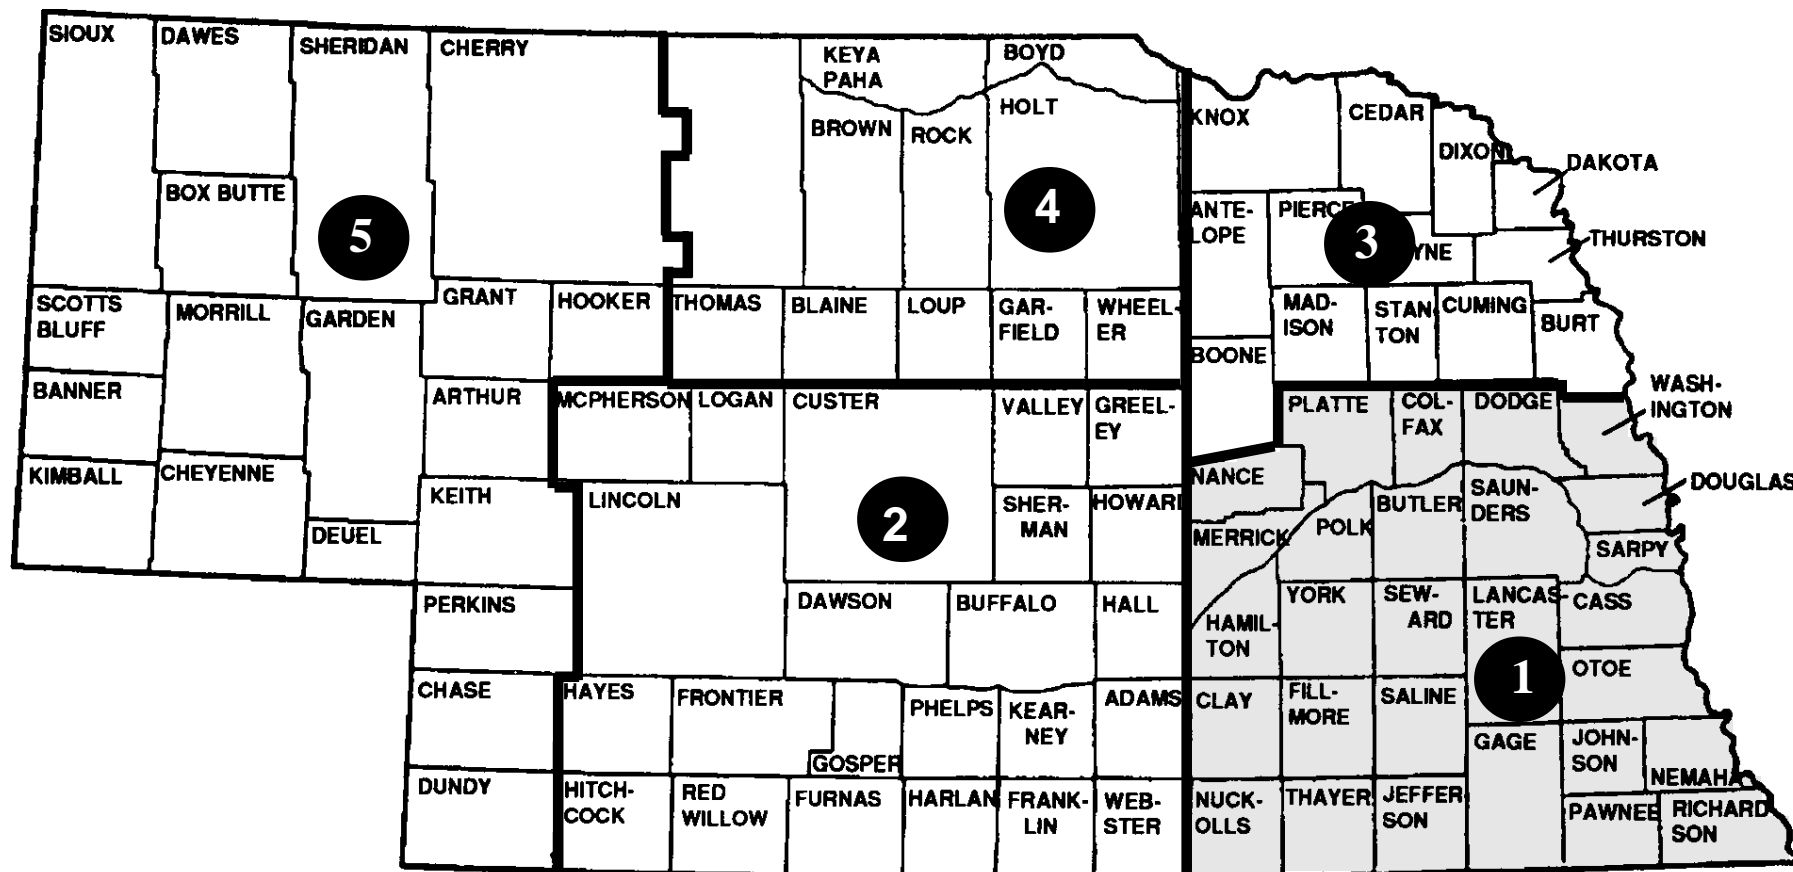 SIOUX
DAWES
SHERIDAN
CHERRY
KEYA
PAHA
BOYD
HOLT
BROWN
ROCK
KNOX
CEDAR
DIXON
DAKOTA
BOX BUTTE
5
4
ANTE-
LOPE
PIERCE
3
YNE
THURSTON
SCOTTS
BLUFF
MORRILL
GARDEN
GRANT
HOOKER
THOMAS
BLAINE
LOUP
GAR-
FIELD
WHEEL-
ER
MAD-
ISON
STAN
TON
CUMING
BURT
BOONE
BANNER
ARTHUR
MCPHERSON
LOGAN
CUSTER
VALLEY
GREEL-
EY
PLATTE
COL-
FAX
DODGE
WASH-
INGTON
KIMBALL
CHEYENNE
KEITH
LINCOLN
2
SHER-
MAN
HOWARD
NANCE
MERRICK
POLK
BUTLER
SAUN-
DERS
DOUGLAS
SARPY
DEUEL
PERKINS
DAWSON
BUFFALO
HALL
HAMIL-
TON
YORK
SEW-
ARD
LANCAS-
TER
CASS
CHASE
HAYES
FRONTIER
GOSPER
PHELPS
KEAR-
NEY
ADAMS
CLAY
FILL-
MORE
SALINE
1
OTOE
DUNDY
HITCH-
COCK
RED
WILLOW
FURNAS
HARLAN
FRANK-
LIN
WEB-
STER
NUCK-
OLLS
THAYER
JEFFER
SON
GAGE
JOHN-
SON
NEMAHA
PAWNEE
RICHARD
SON